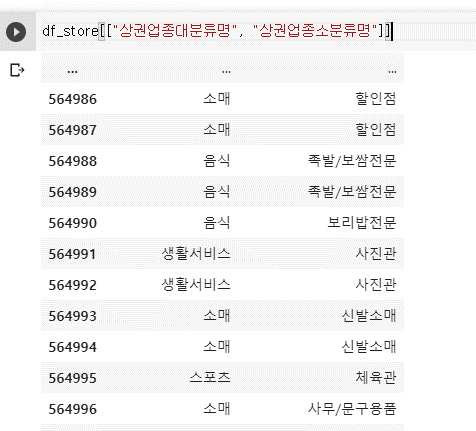 df_store[["상권업종대분류명", "상권업종소분류명"]]
... ... ...
564986 소매 할인점
564987 소매 할인점
564988 음식 족발/보쌈전문
564989 음식 족발/보쌈전문
564990 음식 보리밥전문
564991 생활서비스 사진관
564992 생활서비스 사진관
564993 소매 신발소매
564994 소매 신발소매
564995 스포츠 체육관
564996 소매 사무/문구용품